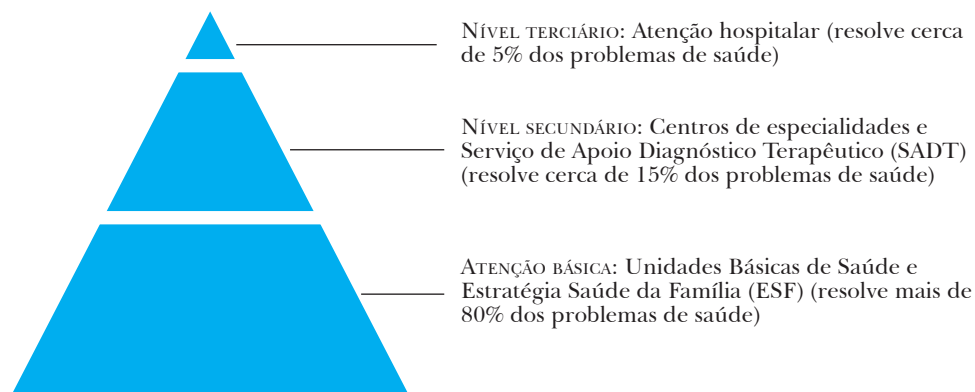 Nível terciário: Atenção hospitalar (resolve cerca
de 5% dos problemas de saúde)
Nível secundário: Centros de especialidades e
Serviço de Apoio Diagnóstico Terapêutico (SADT)
(resolve cerca de 15% dos problemas de saúde)
Atenção básica: Unidades Básicas de Saúde e
Estratégia Saúde da Família (ESF) (resolve mais de
80% dos problemas de saúde)